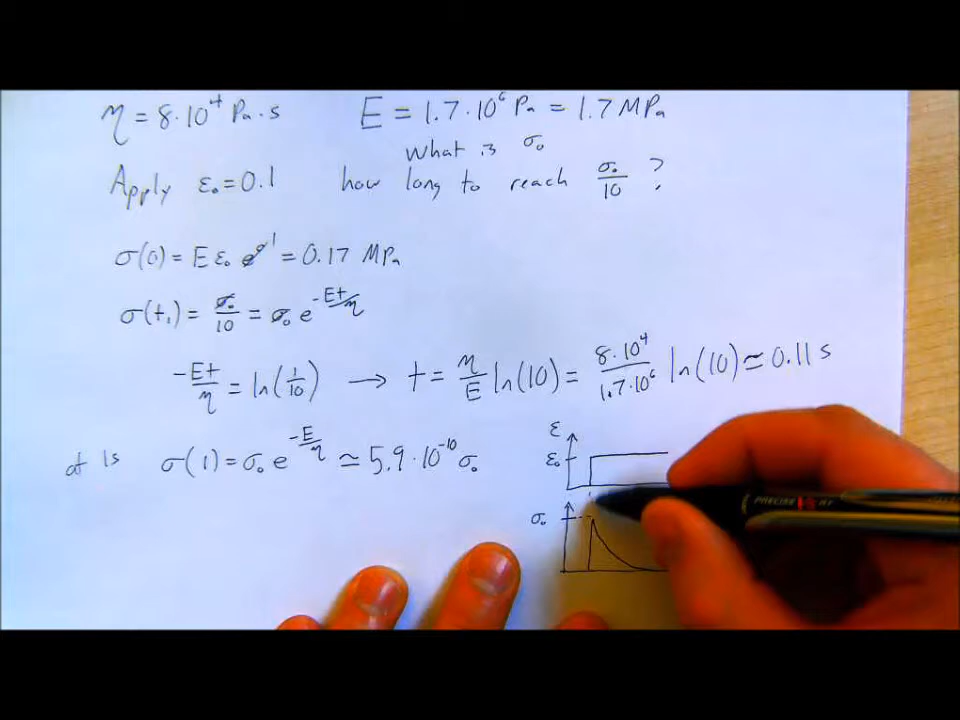 η = 8·10⁴ Pa·s E = 1.7·10⁶ Pa = 1.7 MPa
What is σ₀
Apply ε₀=0.1 how long to reach σ₀/10 ?
σ(0) = E ε₀ e⁰ 1 = 0.17 MPa
σ(t₁) = σ₀/10 = σ₀ e^(-Et/η)
-Et/η = ln(1/10) → t = η/E ln(10) = 8·10⁴/1.7·10⁶ ln(10) ≃ 0.11 s
at 1s σ(1) = σ₀ e^(-E/η) ≃ 5.9·10⁻¹⁰ σ₀
ε
ε₀
σ₀
PRECISE